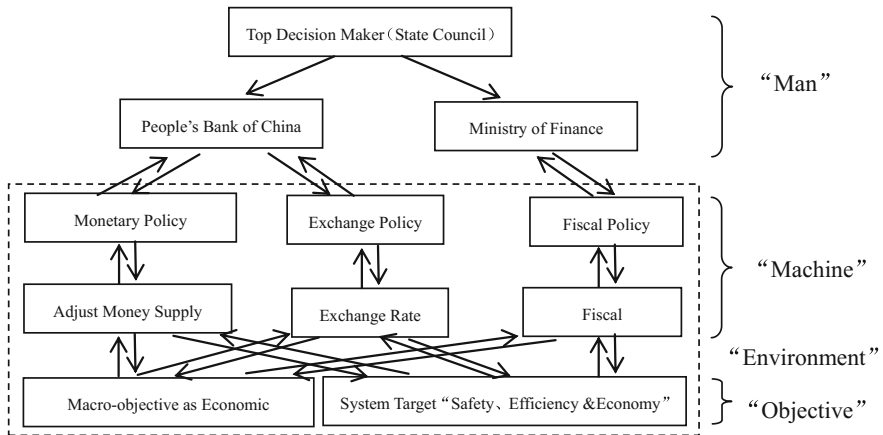 Top Decision Maker（State Council）
“Man”
People’s Bank of China
Ministry of Finance
Monetary Policy
Exchange Policy
Fiscal Policy
“Machine”
Adjust Money Supply
Exchange Rate
Fiscal
“Environment”
Macro-objective as Economic
System Target “Safety、Efficiency &Economy”
“Objective”